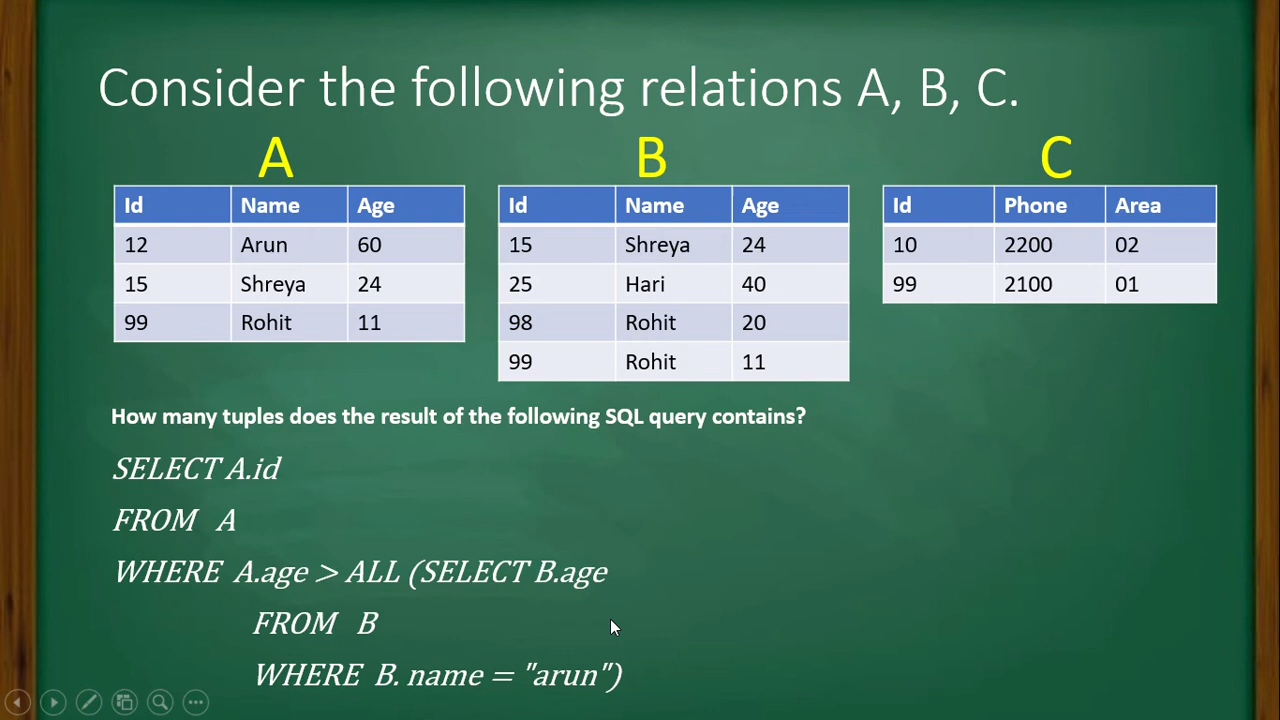 Consider the following relations A, B, C.
A B C
Id Name Age
12 Arun 60
15 Shreya 24
99 Rohit 11
Id Name Age
15 Shreya 24
25 Hari 40
98 Rohit 20
99 Rohit 11
Id Phone Area
10 2200 02
99 2100 01
How many tuples does the result of the following SQL query contains?
SELECT A.id
FROM A
WHERE A.age > ALL (SELECT B.age
FROM B
WHERE B. name = "arun")